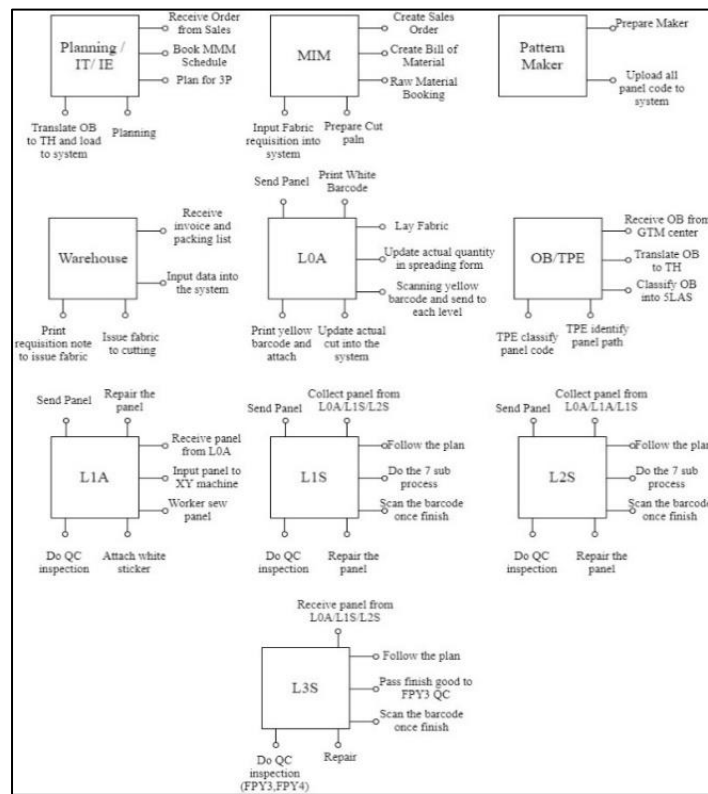 Receive Order
from Sales
Planning /
IT/ IE
Book MMM
Schedule
Plan for 3P
Translate OB
to TH and load
to system
Planning
Create Sales
Order
MIM
Create Bill of
Material
Raw Material
Booking
Input Fabric
requisition into
system
Prepare Cut
paln
Prepare Maker
Pattern
Maker
Upload all
panel code to
system
Receive
invoice and
packing list
Warehouse
Input data into
the system
Print
requisition note
to issue fabric
Issue fabric
to cutting
Send Panel
Print White
Barcode
Lay Fabric
L0A
Update actual quantity
in spreading form
Scanning yellow
barcode and send to
each level
Print yellow
barcode and
attach
Update actual
cut into the
system
Receive OB from
GTM center
OB/TPE
Translate OB
to TH
Classify OB
into 5LAS
TPE classify
panel code
TPE identify
panel path
Send Panel
Repair the
panel
Receive panel
from L0A
L1A
Input panel to
XY machine
Worker sew
panel
Do QC
inspection
Attach white
sticker
Send Panel
Collect panel from
L0A/L1S/L2S
Follow the plan
L1S
Do the 7 sub
process
Scan the barcode
once finish
Do QC
inspection
Repair the
panel
Send Panel
Collect panel from
L0A/L1A/L1S
Follow the plan
L2S
Do the 7 sub
process
Scan the barcode
once finish
Do QC
inspection
Repair the
panel
Receive panel from
L0A/L1S/L2S
Follow the plan
L3S
Pass finish good to
FPY3 QC
Scan the barcode
once finish
Do QC
inspection
(FPY3,FPY4)
Repair